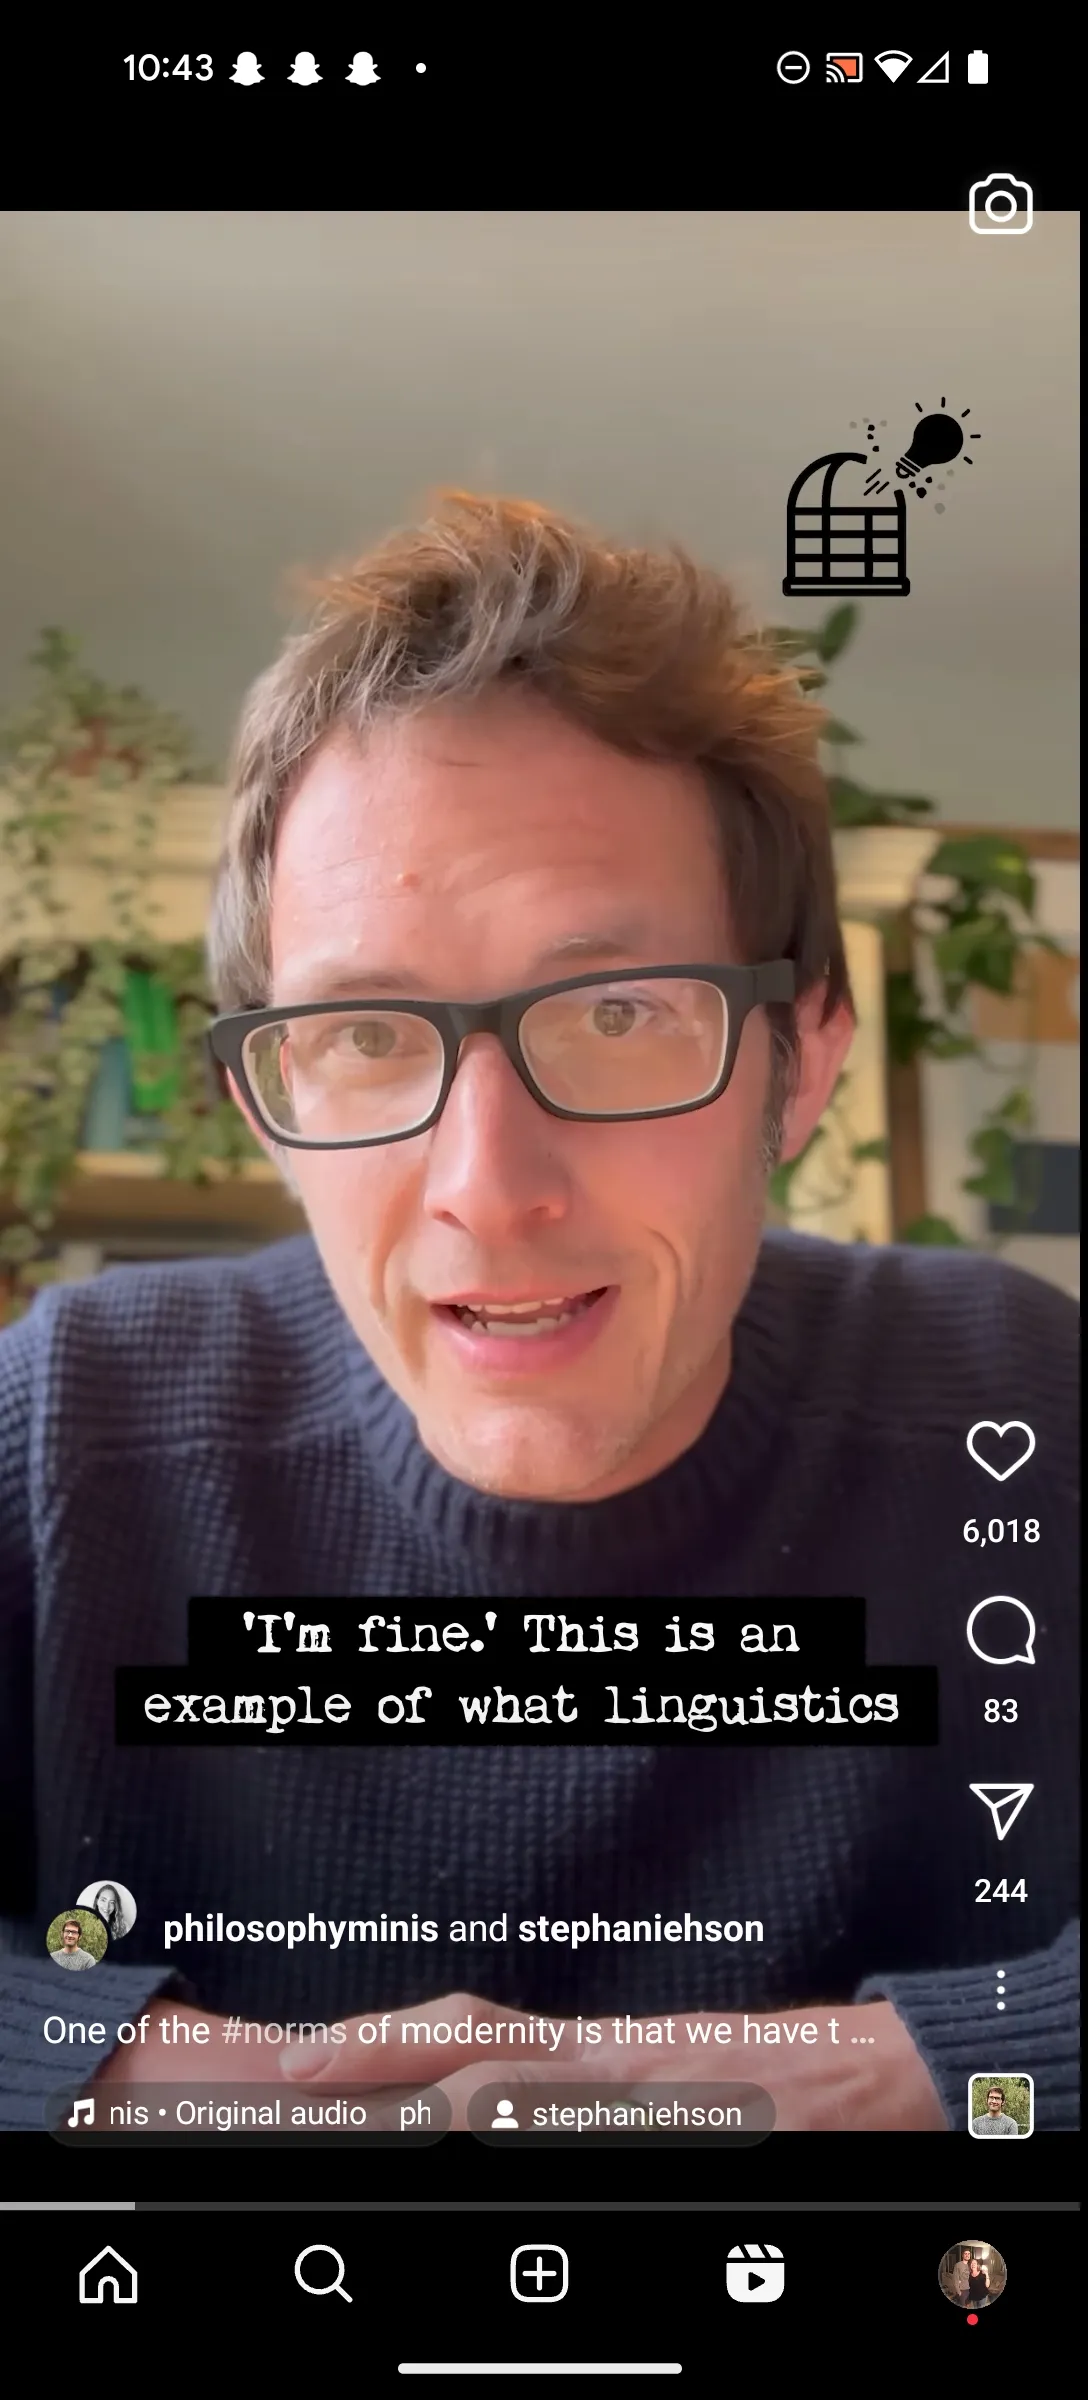 10:43
'I'm fine.' This is an
example of what linguistics
6,018
83
244
philosophyminis and stephaniehson
One of the #norms of modernity is that we have t ...
nis • Original audio ph
stephaniehson